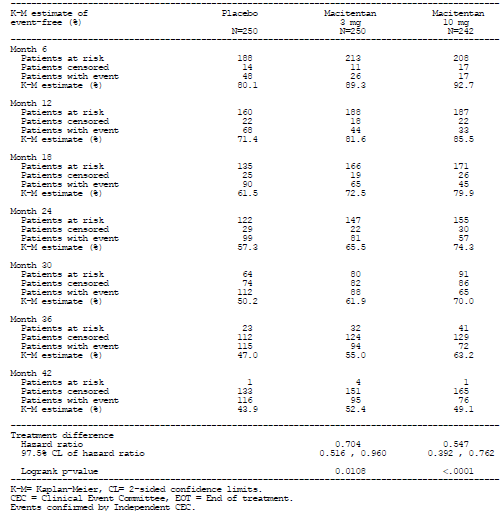 K-M estimate of Placebo Macitentan Macitentan
event-free (%) 3 mg 10 mg
N=250 N=250 N=242
Month 6
Patients at risk 188 213 208
Patients censored 14 11 17
Patients with event 48 26 17
K-M estimate (%) 80.1 89.3 92.7
Month 12
Patients at risk 160 188 187
Patients censored 22 18 22
Patients with event 68 44 33
K-M estimate (%) 71.4 81.6 85.5
Month 18
Patients at risk 135 166 171
Patients censored 25 19 26
Patients with event 90 65 45
K-M estimate (%) 61.5 72.5 79.9
Month 24
Patients at risk 122 147 155
Patients censored 29 22 30
Patients with event 99 81 57
K-M estimate (%) 57.3 65.5 74.3
Month 30
Patients at risk 64 80 91
Patients censored 74 82 86
Patients with event 112 88 65
K-M estimate (%) 50.2 61.9 70.0
Month 36
Patients at risk 23 32 41
Patients censored 112 124 129
Patients with event 115 94 72
K-M estimate (%) 47.0 55.0 63.2
Month 42
Patients at risk 1 4 1
Patients censored 133 151 165
Patients with event 116 95 76
K-M estimate (%) 43.9 52.4 49.1
Treatment difference
Hazard ratio 0.704 0.547
97.5% CL of hazard ratio 0.516 , 0.960 0.392 , 0.762
Logrank p-value 0.0108 <.0001
K-M= Kaplan-Meier, CL= 2-sided confidence limits.
CEC = Clinical Event Committee, EOT = End of treatment.
Events confirmed by Independent CEC.